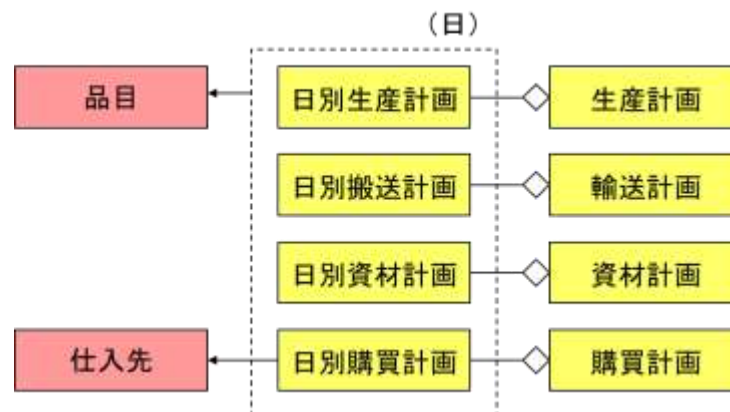 （日）
品目
日別生産計画
生産計画
日別搬送計画
輸送計画
日別資材計画
資材計画
仕入先
日別購買計画
購買計画